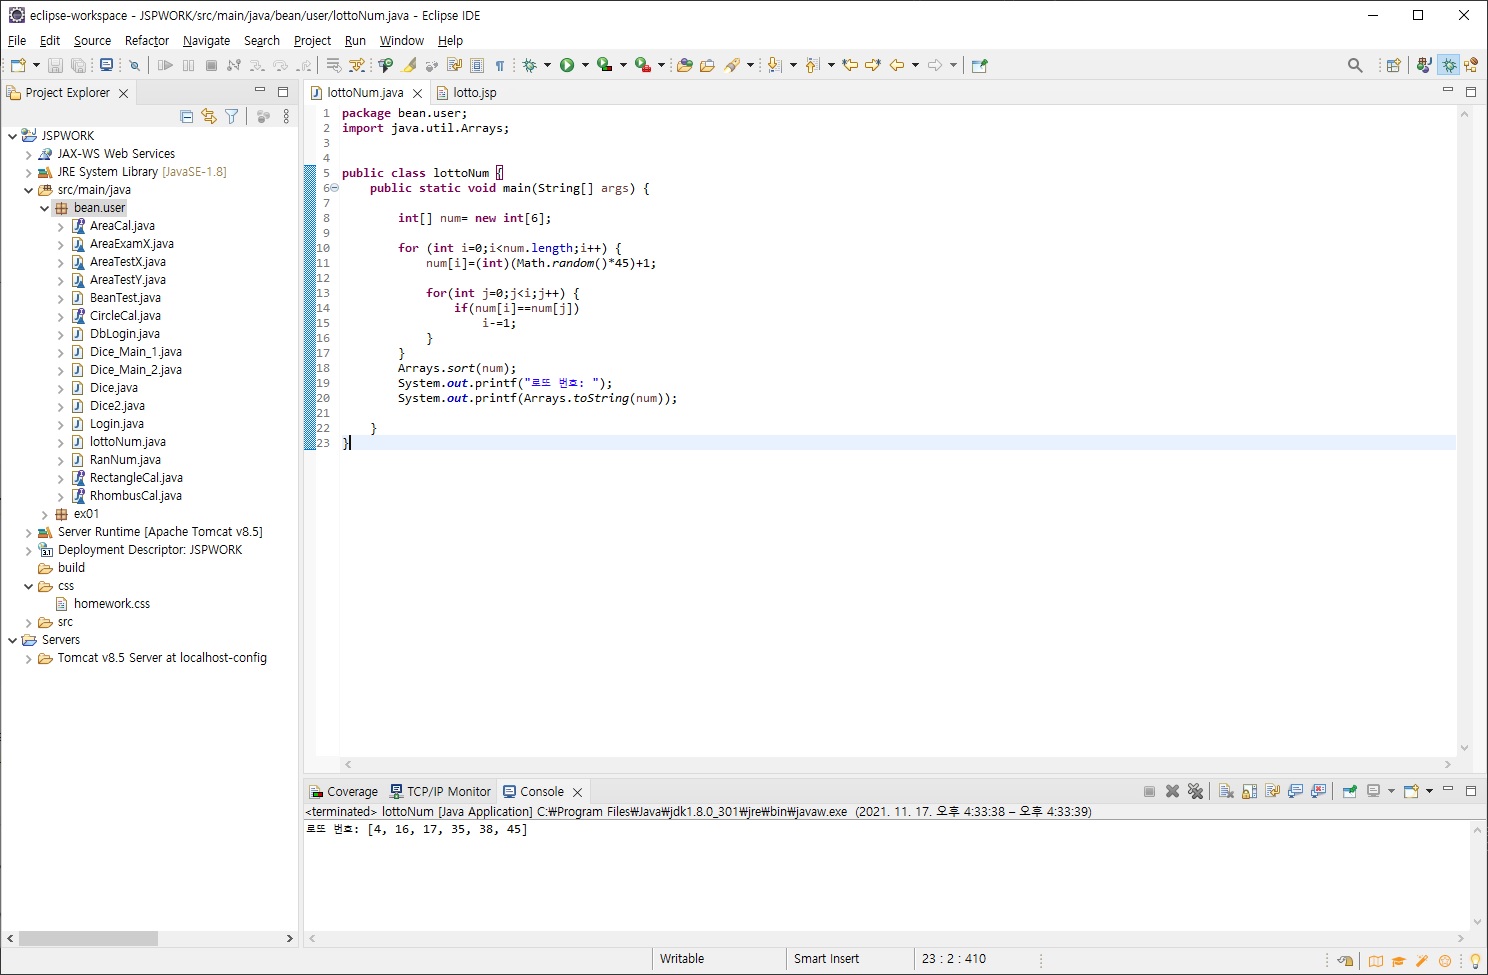 eclipse-workspace - JSPWORK/src/main/java/bean/user/lottoNum.java - Eclipse IDE
File Edit Source Refactor Navigate Search Project Run Window Help
Project Explorer
JSPWORK
JAX-WS Web Services
JRE System Library [JavaSE-1.8]
src/main/java
bean.user
AreaCal.java
AreaExamX.java
AreaTestX.java
AreaTestY.java
BeanTest.java
CircleCal.java
DbLogin.java
Dice_Main_1.java
Dice_Main_2.java
Dice.java
Dice2.java
Login.java
lottoNum.java
RanNum.java
RectangleCal.java
RhombusCal.java
ex01
Server Runtime [Apache Tomcat v8.5]
Deployment Descriptor: JSPWORK
build
css
homework.css
src
Servers
Tomcat v8.5 Server at localhost-config
lottoNum.java lotto.jsp
1 package bean.user;
2 import java.util.Arrays;
3
4
5 public class lottoNum {
6 public static void main(String[] args) {
7
8 int[] num= new int[6];
9
10 for (int i=0;i<num.length;i++) {
11 num[i]=(int)(Math.random()*45)+1;
12
13 for(int j=0;j<i;j++) {
14 if(num[i]==num[j])
15 i-=1;
16 }
17 }
18 Arrays.sort(num);
19 System.out.printf("로또 번호: ");
20 System.out.printf(Arrays.toString(num));
21
22 }
23 }
Coverage TCP/IP Monitor Console
<terminated> lottoNum [Java Application] C:₩Program Files₩Java₩jdk1.8.0_301₩jre₩bin₩javaw.exe (2021. 11. 17. 오후 4:33:38 – 오후 4:33:39)
로또 번호: [4, 16, 17, 35, 38, 45]
Writable Smart Insert 23 : 2 : 410